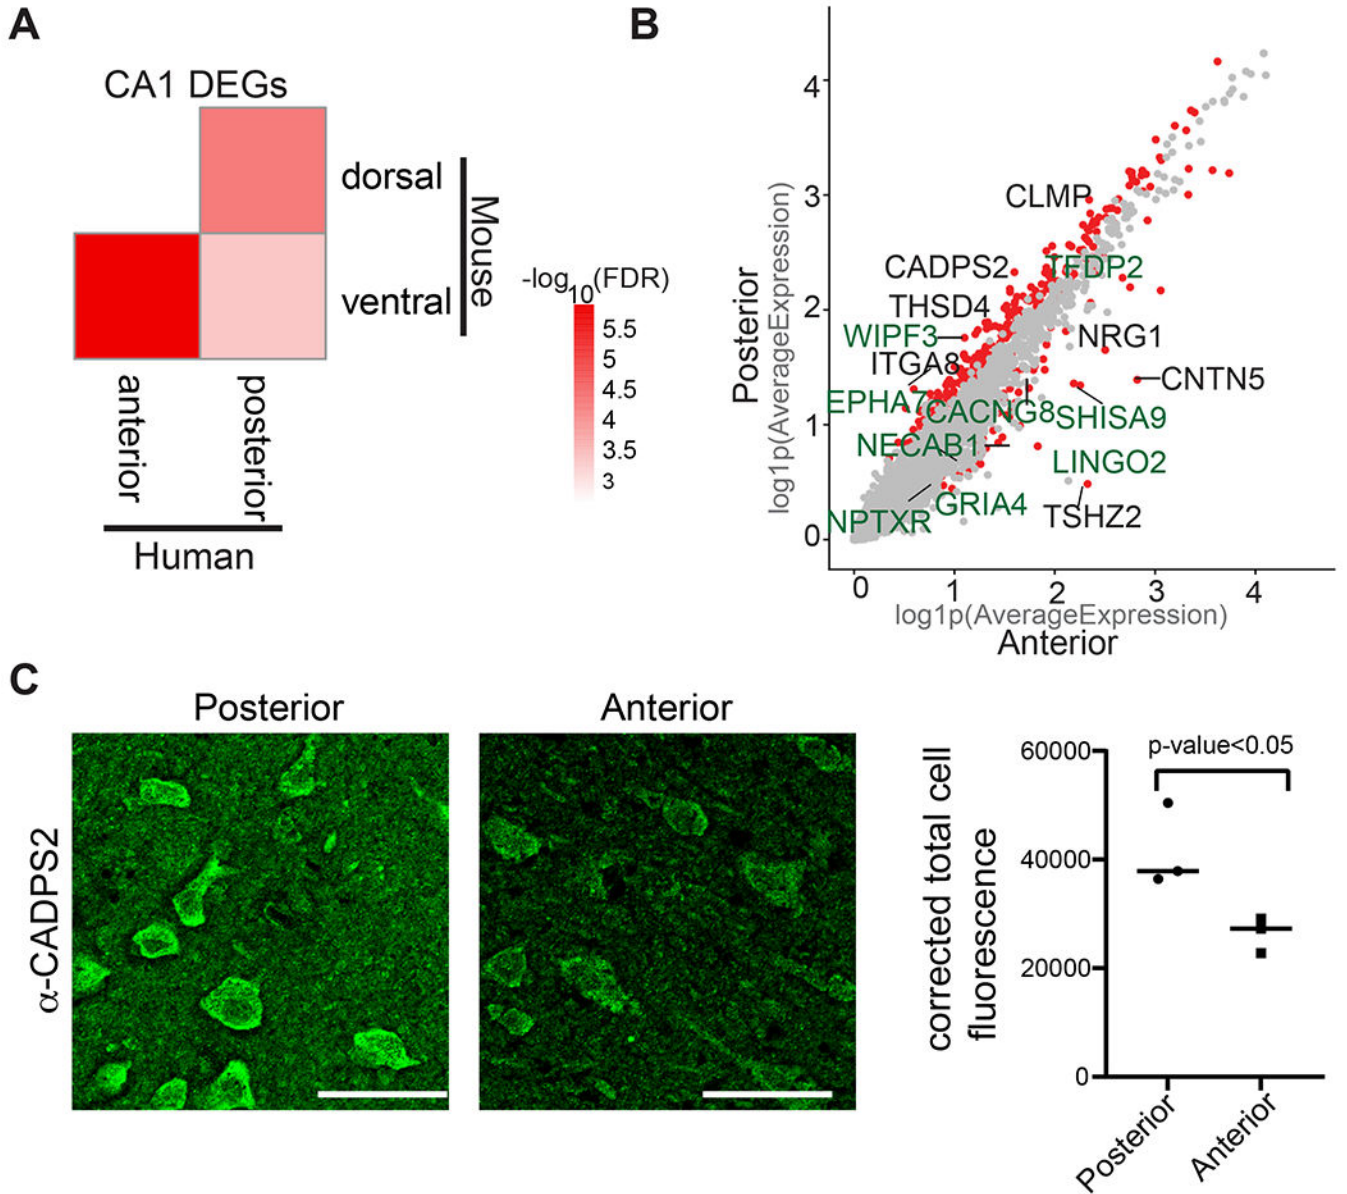 A
CA1 DEGs
dorsal
ventral
Mouse
anterior
posterior
Human
-log10(FDR)
5.5
5
4.5
4
3.5
3
B
Posterior
log1p(AverageExpression)
4
3
2
1
0
CLMP
CADPS2
TFDP2
THSD4
WIPF3
NRG1
ITGA8
CNTN5
EPHA7
CACNG8
SHISA9
NECAB1
LINGO2
GRIA4
NPTXR
TSHZ2
0
1
2
3
4
log1p(AverageExpression)
Anterior
C
Posterior
Anterior
α-CADPS2
corrected total cell
fluorescence
60000
40000
20000
0
p-value<0.05
Posterior
Anterior